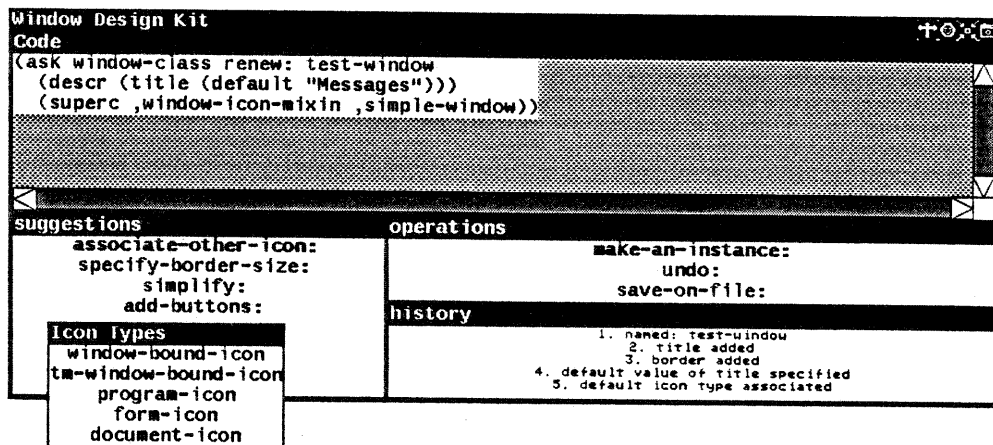 Window Design Kit
Code
(ask window-class renew: test-window
(descr (title (default "Messages")))
(superc ,window-icon-mixin ,simple-window))
suggestions
associate-other-icon:
specify-border-size:
simplify:
add-buttons:
Icon Types
window-bound-icon
tm-window-bound-icon
program-icon
form-icon
document-icon
operations
make-an-instance:
undo:
save-on-file:
history
1. named: test-window
2. title added
3. border added
4. default value of title specified
5. default icon type associated